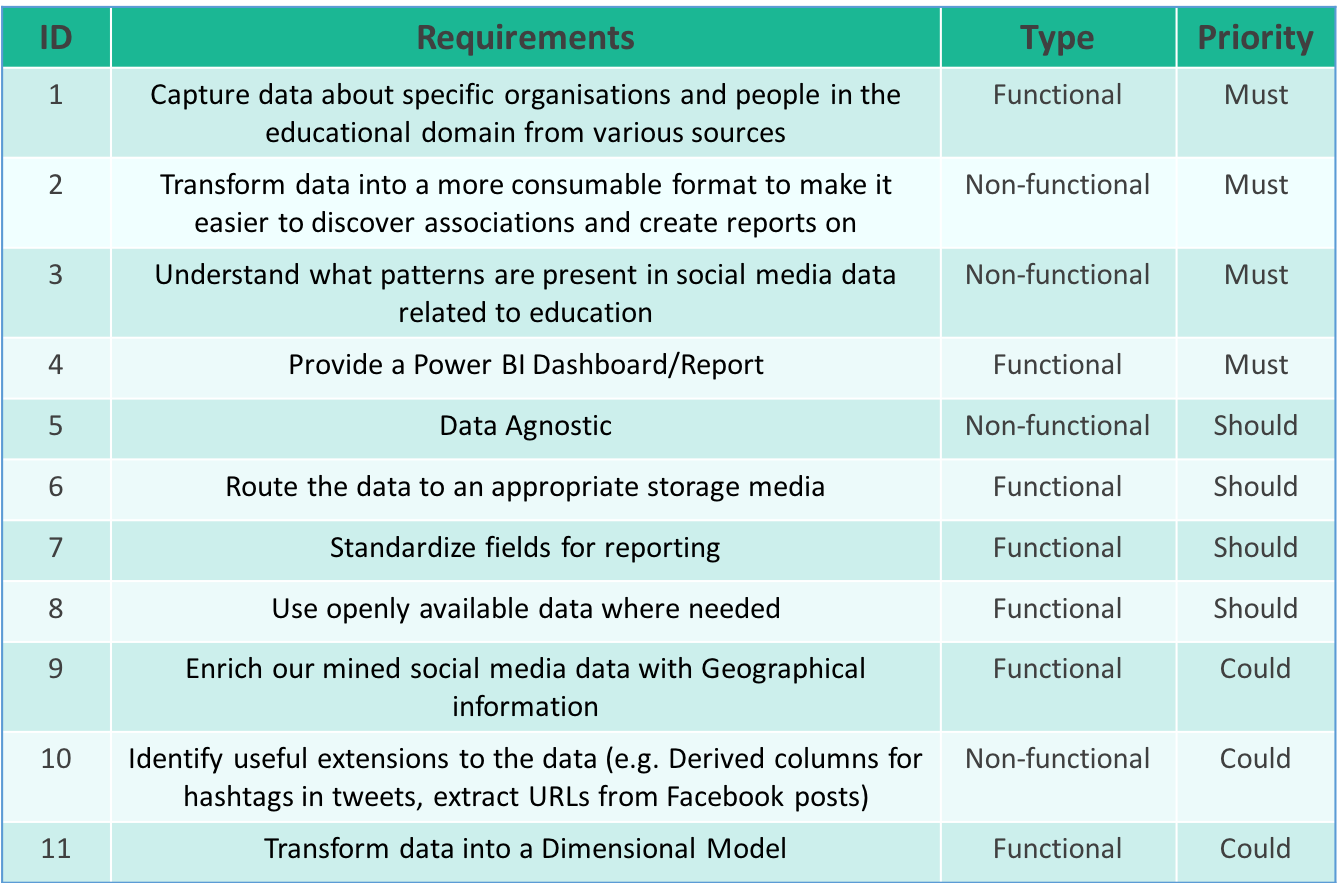 ID Requirements Type Priority
1 Capture data about specific organisations and people in the Functional Must
educational domain from various sources
2 Transform data into a more consumable format to make it Non-functional Must
easier to discover associations and create reports on
3 Understand what patterns are present in social media data Non-functional Must
related to education
4 Provide a Power BI Dashboard/Report Functional Must
5 Data Agnostic Non-functional Should
6 Route the data to an appropriate storage media Functional Should
7 Standardize fields for reporting Functional Should
8 Use openly available data where needed Functional Should
9 Enrich our mined social media data with Geographical Functional Could
information
10 Identify useful extensions to the data (e.g. Derived columns for Non-functional Could
hashtags in tweets, extract URLs from Facebook posts)
11 Transform data into a Dimensional Model Functional Could